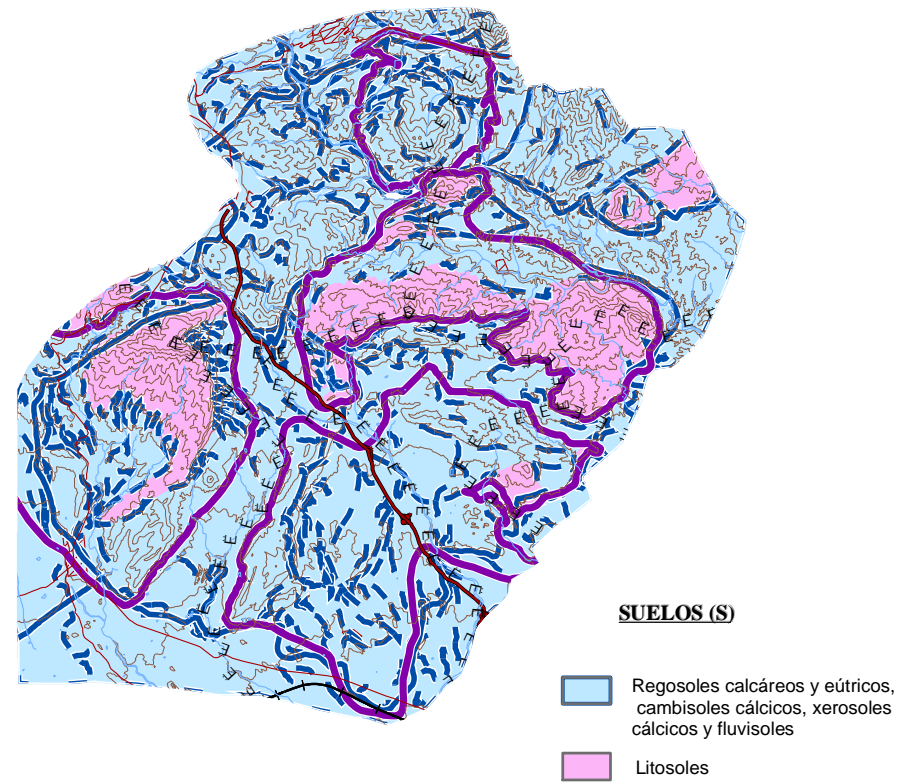 SUELOS (S)
Regosoles calcáreos y eútricos,
cambisoles cálcicos, xerosoles
cálcicos y fluvisoles
Litosoles